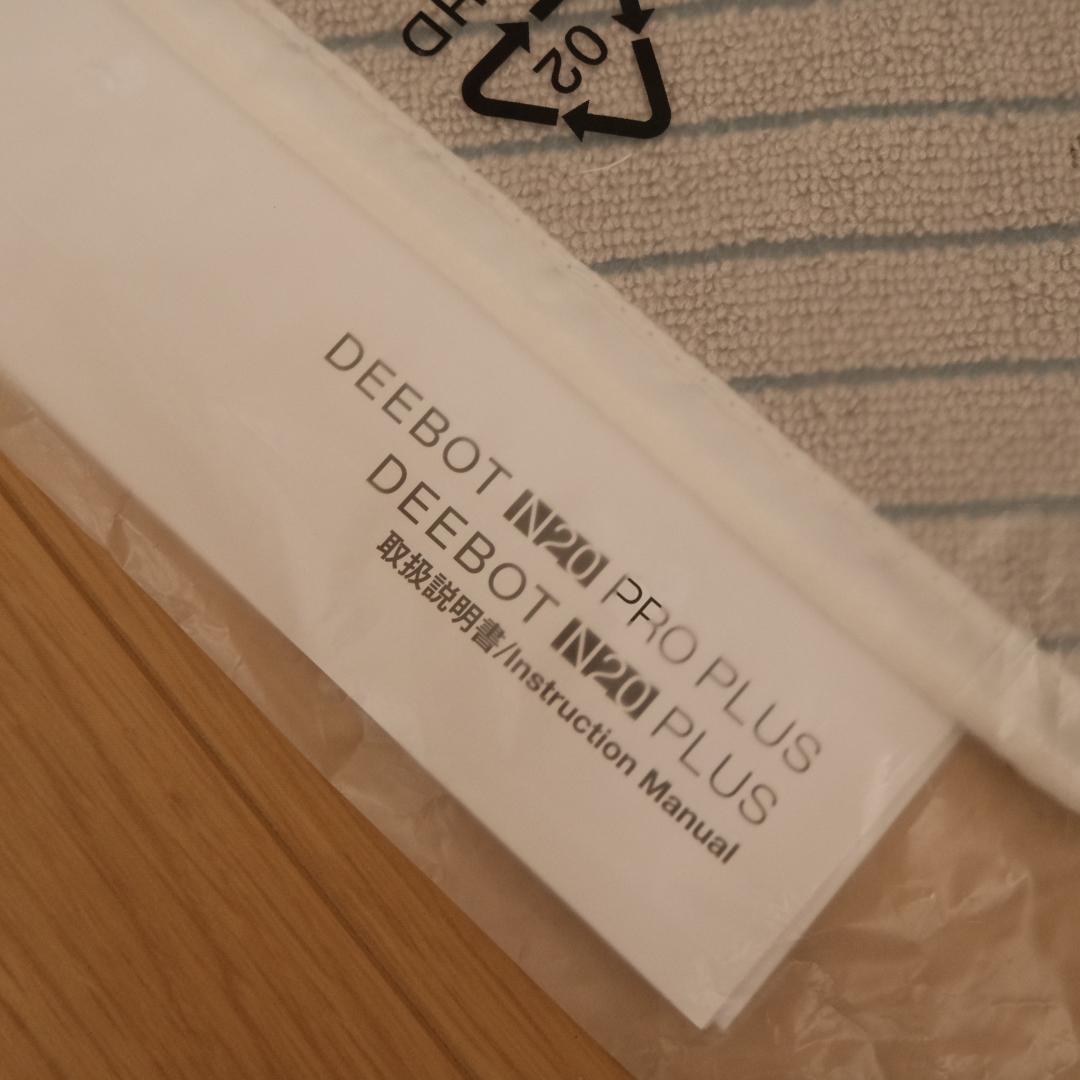 HD
02
DEEBOT N20 PRO PLUS
DEEBOT N20 PLUS
取扱説明書/Instruction Manual